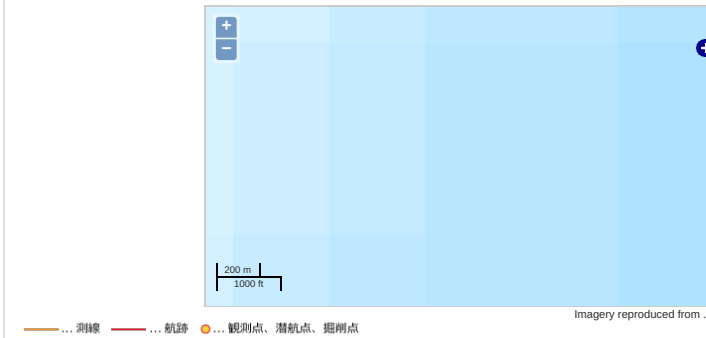 +
−
200 m
1000 ft
Imagery reproduced from .
... 測線 ... 航跡 ... 観測点、潜航点、掘削点